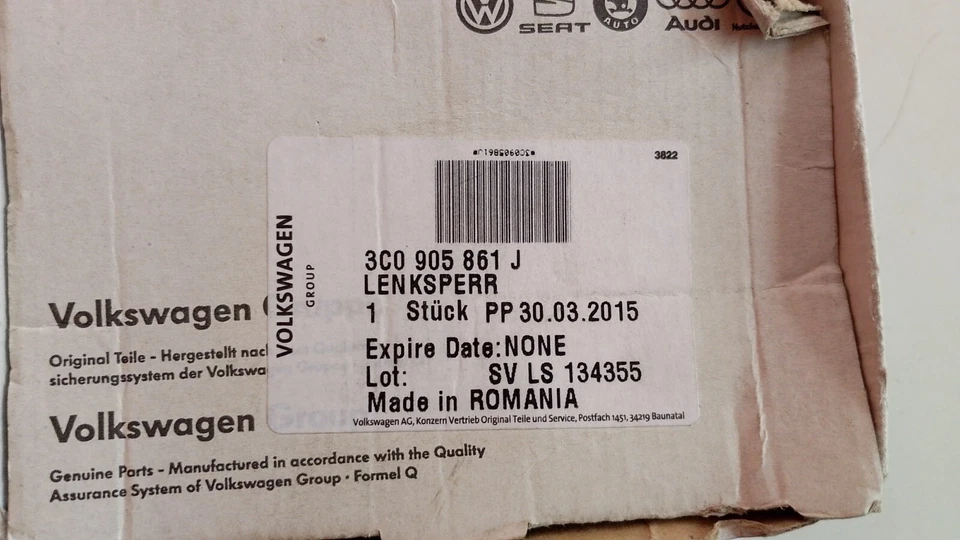 SEAT
AUTO
Audi
*3C0905861J*
3822
VOLKSWAGEN
GROUP
3C0 905 861 J
LENKSPERR
1 Stück PP 30.03.2015
Expire Date: NONE
Lot: SV LS 134355
Made in ROMANIA
Volkswagen AG, Konzern Vertrieb Original Teile und Service, Postfach 1451, 34219 Baunatal
Volkswagen
Original Teile - Hergestellt
sicherungssystem der
Volkswagen Group
Genuine Parts - Manufactured in accordance with the Quality
Assurance System of Volkswagen Group · Formel Q